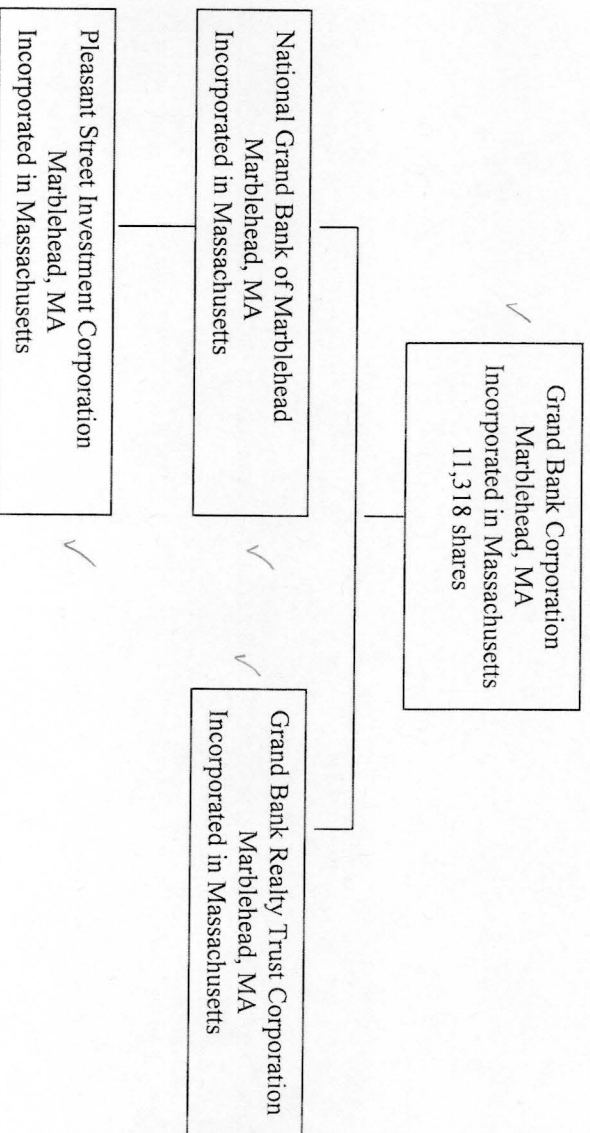 Grand Bank Corporation
Marblehead, MA
Incorporated in Massachusetts
11,318 shares
National Grand Bank of Marblehead
Marblehead, MA
Incorporated in Massachusetts
Grand Bank Realty Trust Corporation
Marblehead, MA
Incorporated in Massachusetts
Pleasant Street Investment Corporation
Marblehead, MA
Incorporated in Massachusetts